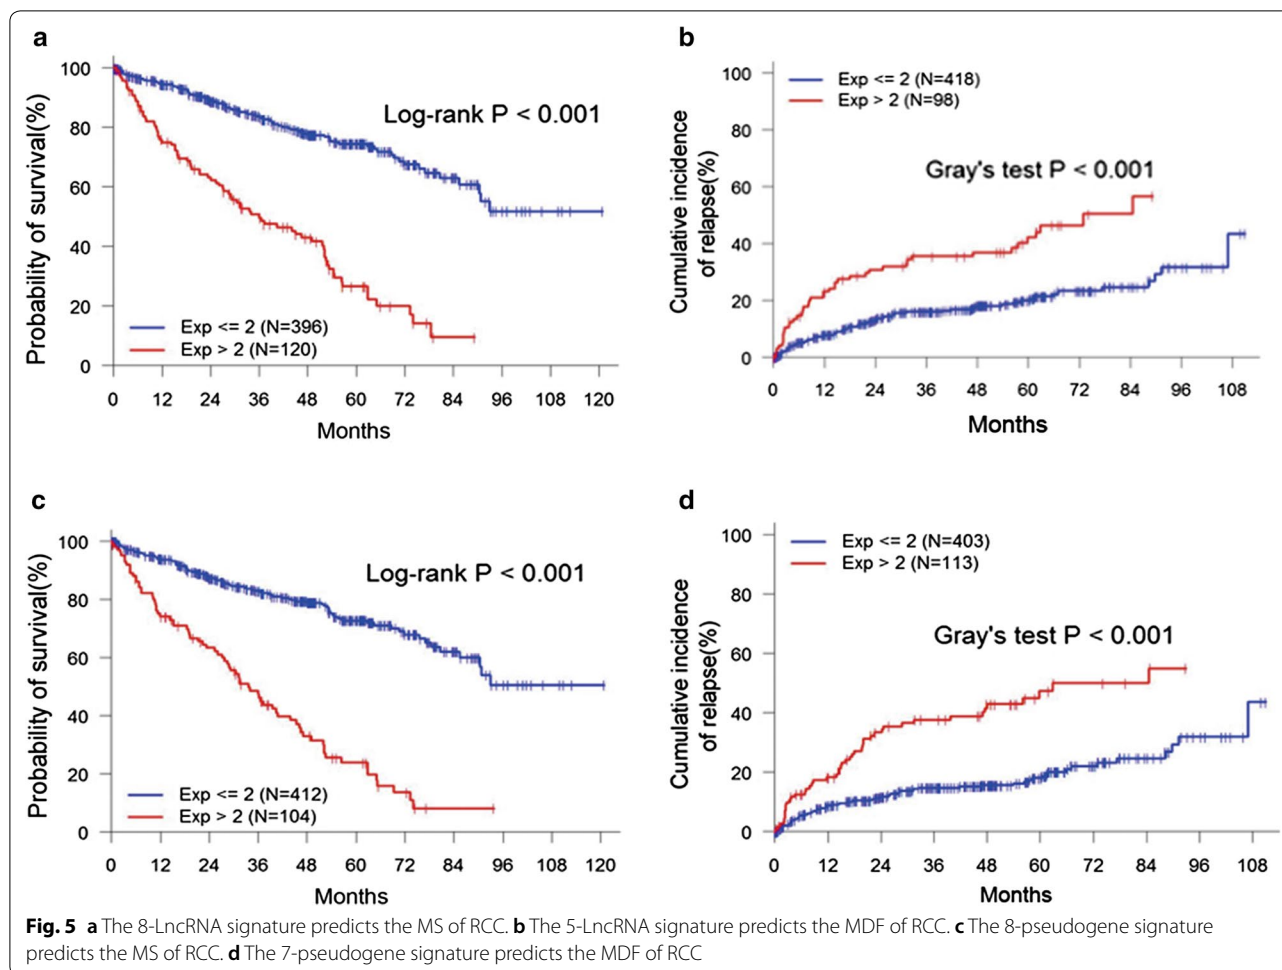 a
100
80
60
40
20
0
Probability of survival(%)
Log-rank P < 0.001
Exp <= 2 (N=396)
Exp > 2 (N=120)
0 12 24 36 48 60 72 84 96 108 120
Months
b
100
80
60
40
20
0
Cumulative incidence
of relapse(%)
Exp <= 2 (N=418)
Exp > 2 (N=98)
Gray's test P < 0.001
0 12 24 36 48 60 72 84 96 108
Months
c
100
80
60
40
20
0
Probability of survival(%)
Log-rank P < 0.001
Exp <= 2 (N=412)
Exp > 2 (N=104)
0 12 24 36 48 60 72 84 96 108 120
Months
d
100
80
60
40
20
0
Cumulative incidence
of relapse(%)
Exp <= 2 (N=403)
Exp > 2 (N=113)
Gray's test P < 0.001
0 12 24 36 48 60 72 84 96 108
Months
Fig. 5 a The 8-LncRNA signature predicts the MS of RCC. b The 5-LncRNA signature predicts the MDF of RCC. c The 8-pseudogene signature
predicts the MS of RCC. d The 7-pseudogene signature predicts the MDF of RCC